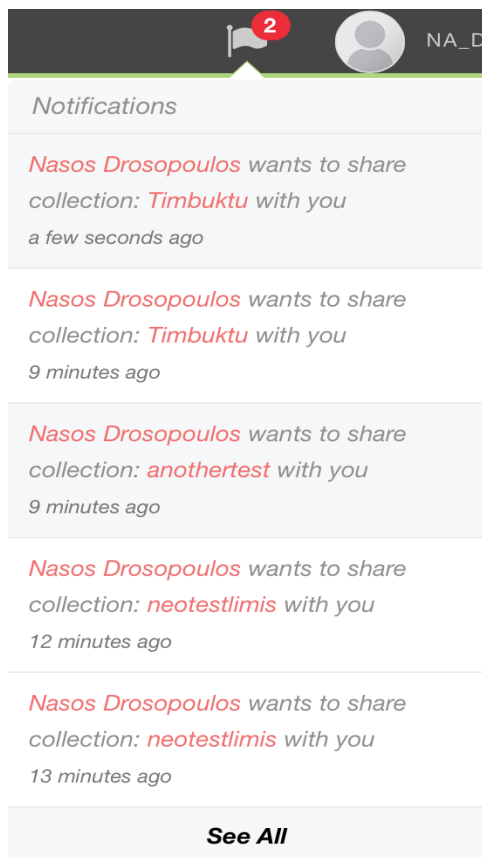 2
NA_D
Notifications
Nasos Drosopoulos wants to share
collection: Timbuktu with you
a few seconds ago
Nasos Drosopoulos wants to share
collection: Timbuktu with you
9 minutes ago
Nasos Drosopoulos wants to share
collection: anothertest with you
9 minutes ago
Nasos Drosopoulos wants to share
collection: neotestlimis with you
12 minutes ago
Nasos Drosopoulos wants to share
collection: neotestlimis with you
13 minutes ago
See All